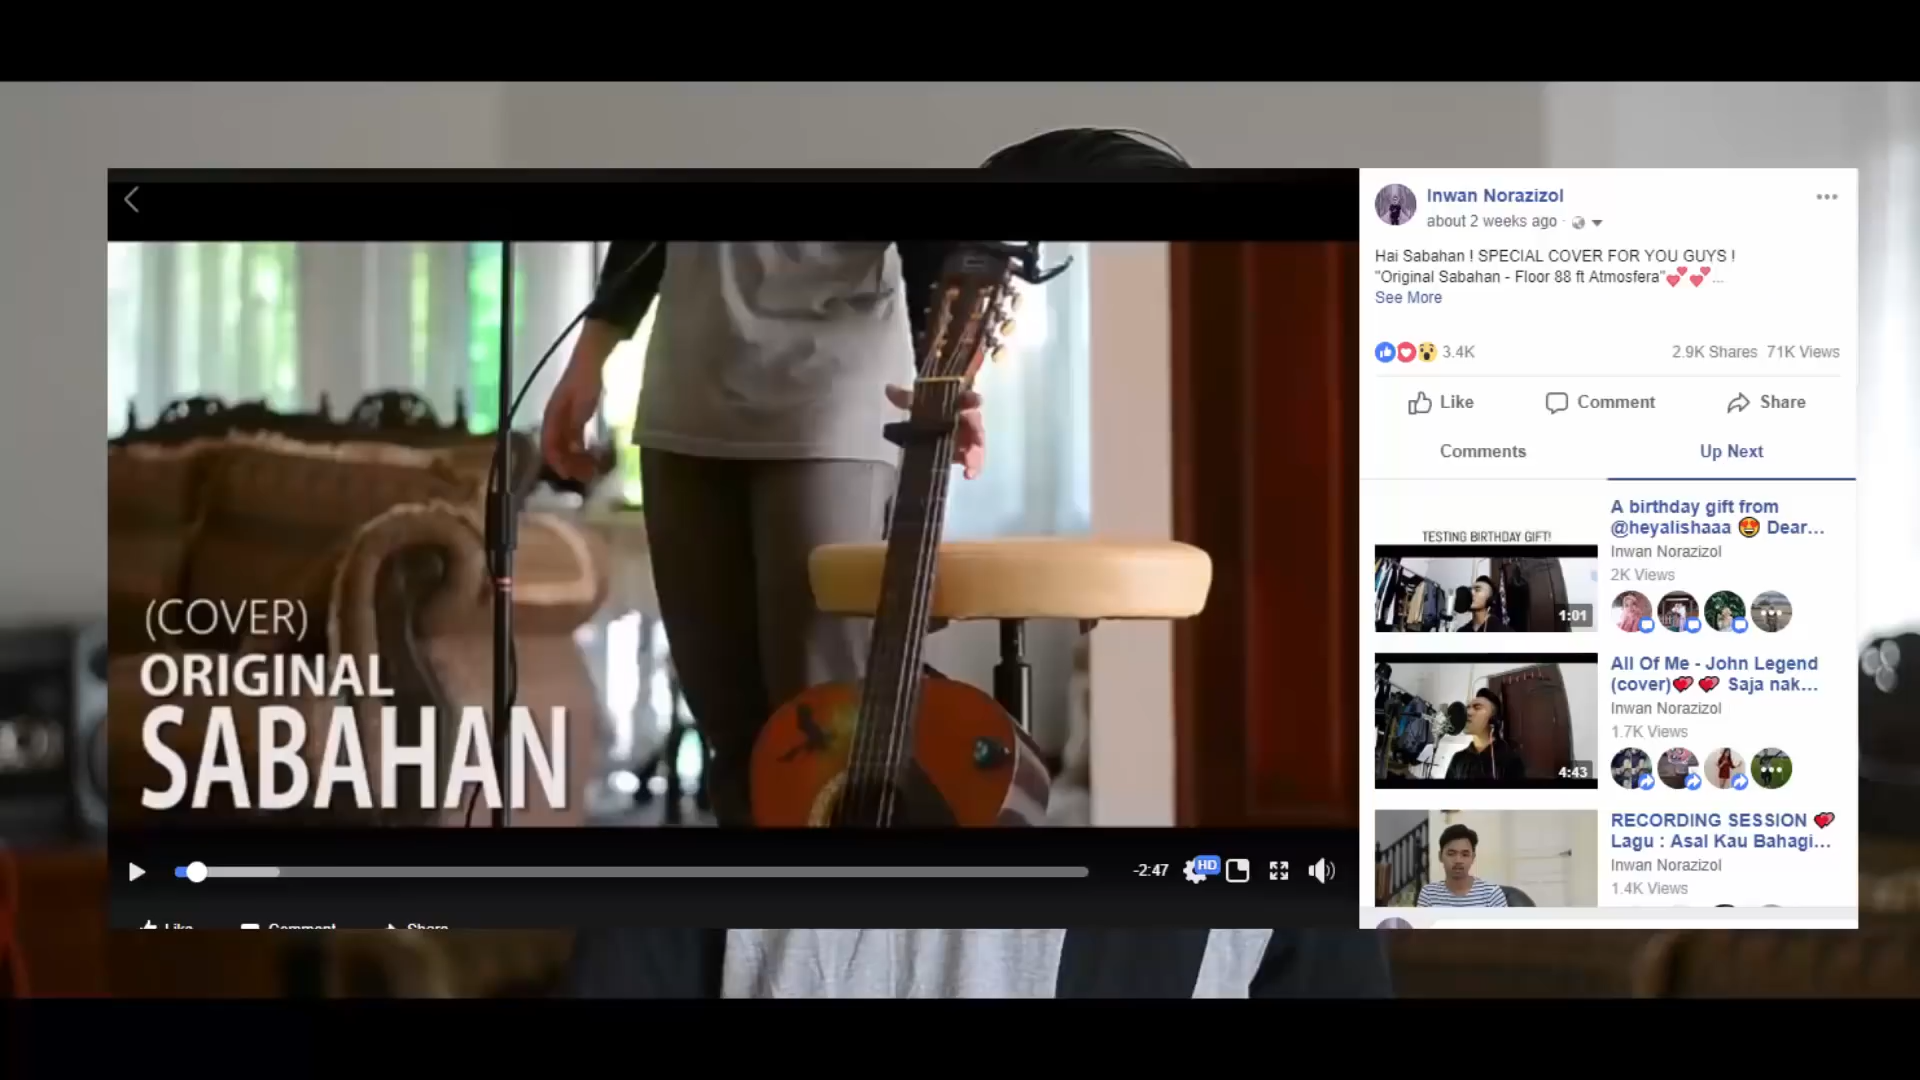 (COVER)
ORIGINAL
SABAHAN
-2:47
HD
Like
Comment
Share
Inwan Norazizol
about 2 weeks ago ·
Hai Sabahan ! SPECIAL COVER FOR YOU GUYS !
"Original Sabahan - Floor 88 ft Atmosfera"💕💕...
See More
3.4K
2.9K Shares 71K Views
Like
Comment
Share
Comments
Up Next
TESTING BIRTHDAY GIFT!
1:01
A birthday gift from
@heyalishaaa 😍 Dear...
Inwan Norazizol
2K Views
4:43
All Of Me - John Legend
(cover)💞 💞 Saja nak...
Inwan Norazizol
1.7K Views
RECORDING SESSION 💞
Lagu : Asal Kau Bahagi...
Inwan Norazizol
1.4K Views